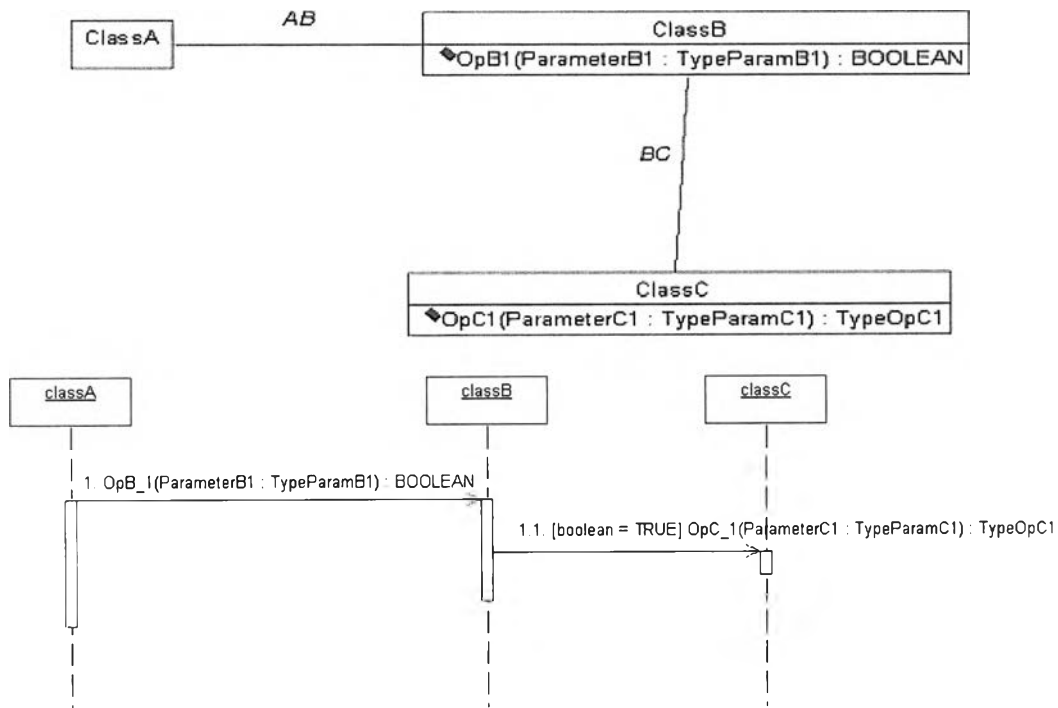 AB
ClassA
ClassB
OpB1(ParameterB1 : TypeParamB1) : BOOLEAN
BC
ClassC
OpC1(ParameterC1 : TypeParamC1) : TypeOpC1
classA
classB
classC
1. OpB_1(ParameterB1 : TypeParamB1) : BOOLEAN
1.1. [boolean = TRUE] OpC_1(ParameterC1 : TypeParamC1) : TypeOpC1